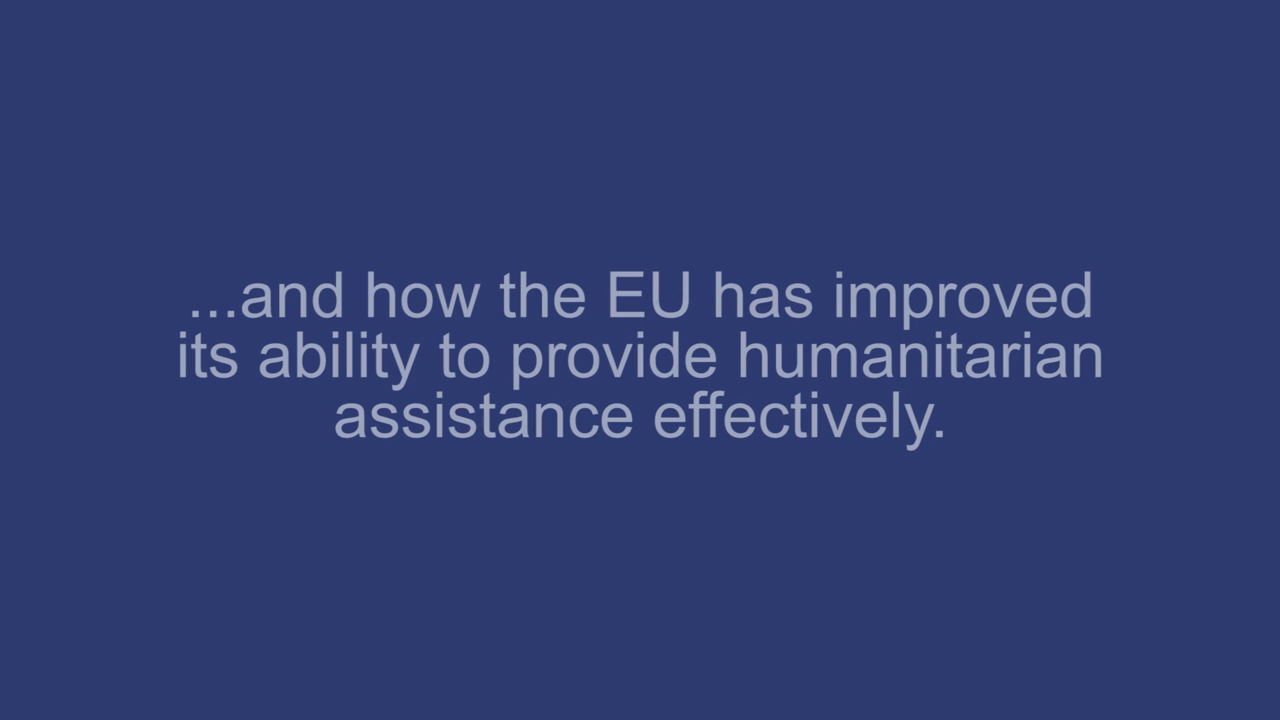 ...and how the EU has improved
its ability to provide humanitarian
assistance effectively.